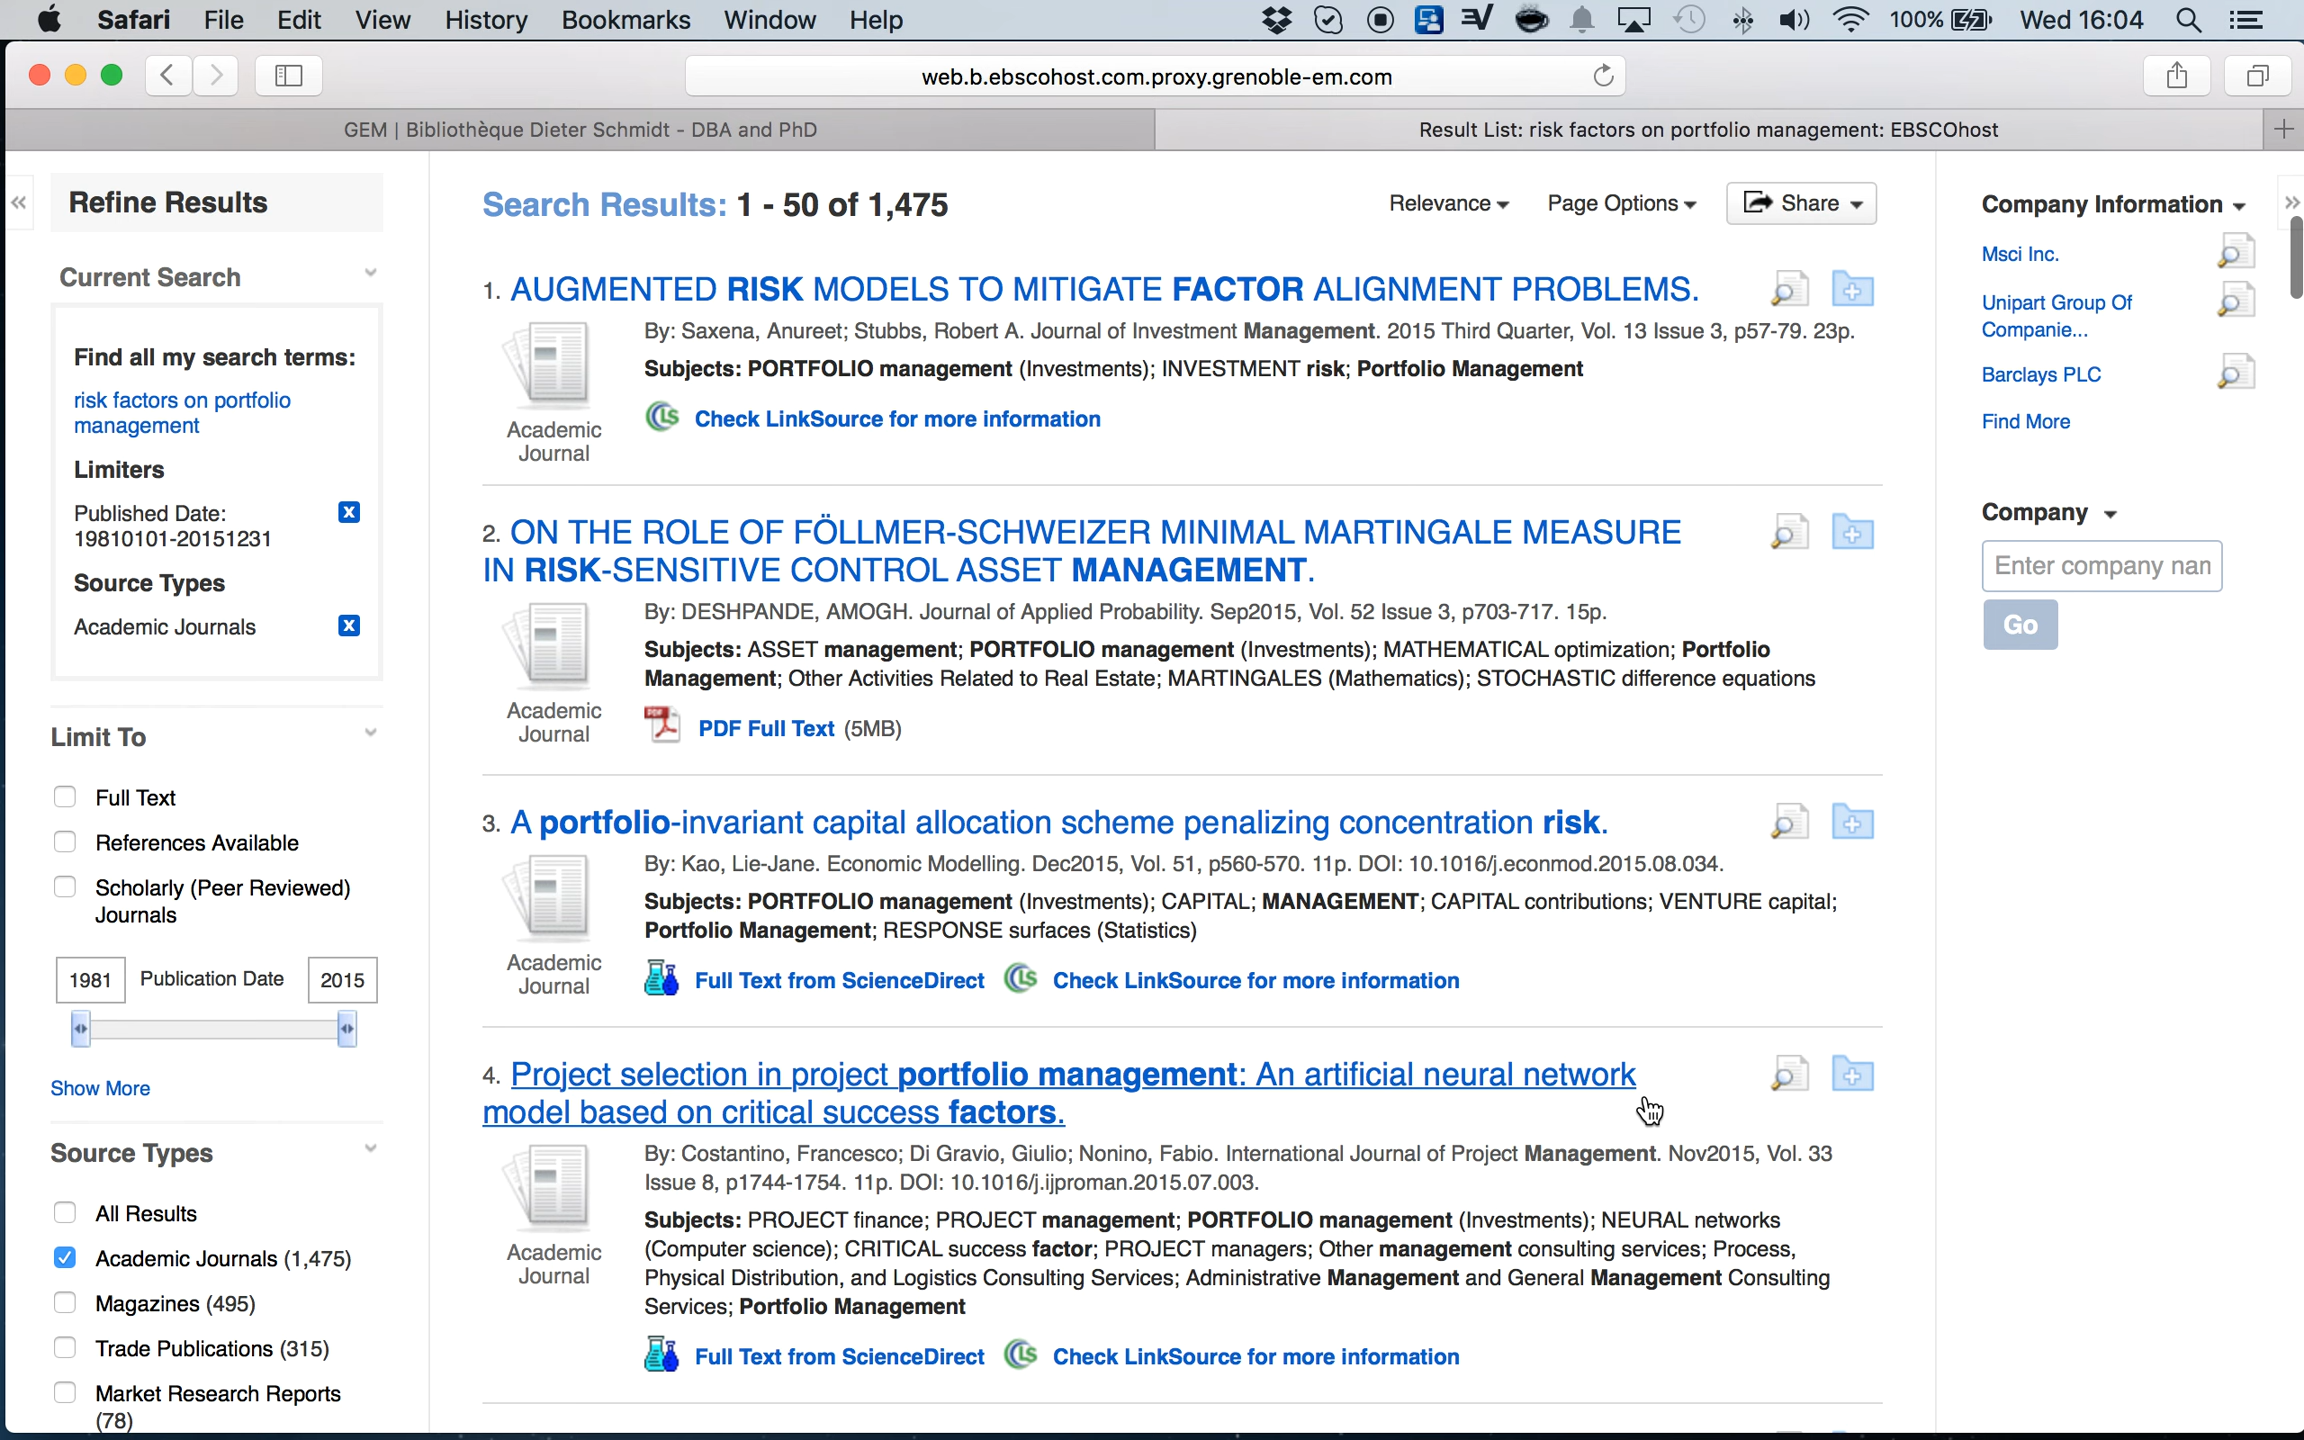 Safari File Edit View History Bookmarks Window Help 100% Wed 16:04
web.b.ebscohost.com.proxy.grenoble-em.com
GEM | Bibliothèque Dieter Schmidt - DBA and PhD
Result List: risk factors on portfolio management: EBSCOhost
Refine Results
Current Search
Find all my search terms:
risk factors on portfolio
management
Limiters
Published Date:
19810101-20151231
Source Types
Academic Journals
Limit To
Full Text
References Available
Scholarly (Peer Reviewed)
Journals
1981 Publication Date 2015
Show More
Source Types
All Results
Academic Journals (1,475)
Magazines (495)
Trade Publications (315)
Market Research Reports
(78)
Search Results: 1 - 50 of 1,475
Relevance Page Options Share
1. AUGMENTED RISK MODELS TO MITIGATE FACTOR ALIGNMENT PROBLEMS.
By: Saxena, Anureet; Stubbs, Robert A. Journal of Investment Management. 2015 Third Quarter, Vol. 13 Issue 3, p57-79. 23p.
Subjects: PORTFOLIO management (Investments); INVESTMENT risk; Portfolio Management
Academic
Journal
Check LinkSource for more information
2. ON THE ROLE OF FÖLLMER-SCHWEIZER MINIMAL MARTINGALE MEASURE
IN RISK-SENSITIVE CONTROL ASSET MANAGEMENT.
By: DESHPANDE, AMOGH. Journal of Applied Probability. Sep2015, Vol. 52 Issue 3, p703-717. 15p.
Subjects: ASSET management; PORTFOLIO management (Investments); MATHEMATICAL optimization; Portfolio
Management; Other Activities Related to Real Estate; MARTINGALES (Mathematics); STOCHASTIC difference equations
Academic
Journal
PDF Full Text (5MB)
3. A portfolio-invariant capital allocation scheme penalizing concentration risk.
By: Kao, Lie-Jane. Economic Modelling. Dec2015, Vol. 51, p560-570. 11p. DOI: 10.1016/j.econmod.2015.08.034.
Subjects: PORTFOLIO management (Investments); CAPITAL; MANAGEMENT; CAPITAL contributions; VENTURE capital;
Portfolio Management; RESPONSE surfaces (Statistics)
Academic
Journal
Full Text from ScienceDirect Check LinkSource for more information
4. Project selection in project portfolio management: An artificial neural network
model based on critical success factors.
By: Costantino, Francesco; Di Gravio, Giulio; Nonino, Fabio. International Journal of Project Management. Nov2015, Vol. 33
Issue 8, p1744-1754. 11p. DOI: 10.1016/j.ijproman.2015.07.003.
Subjects: PROJECT finance; PROJECT management; PORTFOLIO management (Investments); NEURAL networks
(Computer science); CRITICAL success factor; PROJECT managers; Other management consulting services; Process,
Physical Distribution, and Logistics Consulting Services; Administrative Management and General Management Consulting
Services; Portfolio Management
Academic
Journal
Full Text from ScienceDirect Check LinkSource for more information
Company Information
Msci Inc.
Unipart Group Of
Companie...
Barclays PLC
Find More
Company
Enter company nan
Go